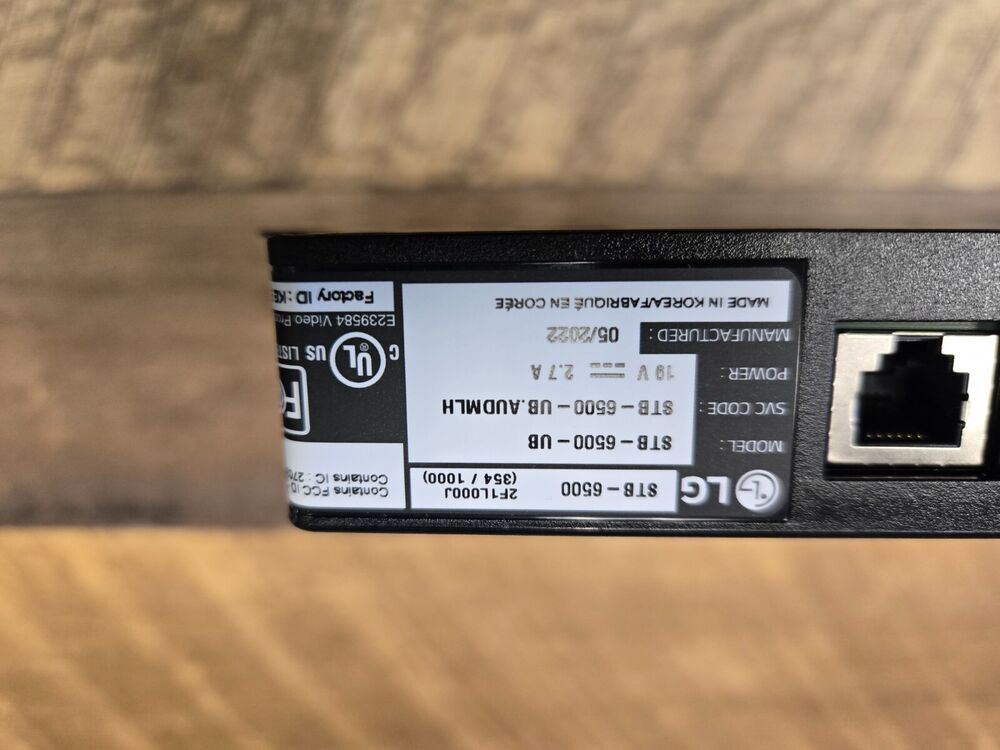 LG STB-6500 2F1L000J
(354 / 1000)
MODEL : STB-6500-UB
SVC CODE : STB-6500-UB.AUDMLH
POWER : 19 V 2.7 A
MANUFACTURED : 05/2022
MADE IN KOREA/FABRIQUÉ EN CORÉE
Contains FCC ID
Contains IC :
UL
C US
E239584 Video
Factory ID :